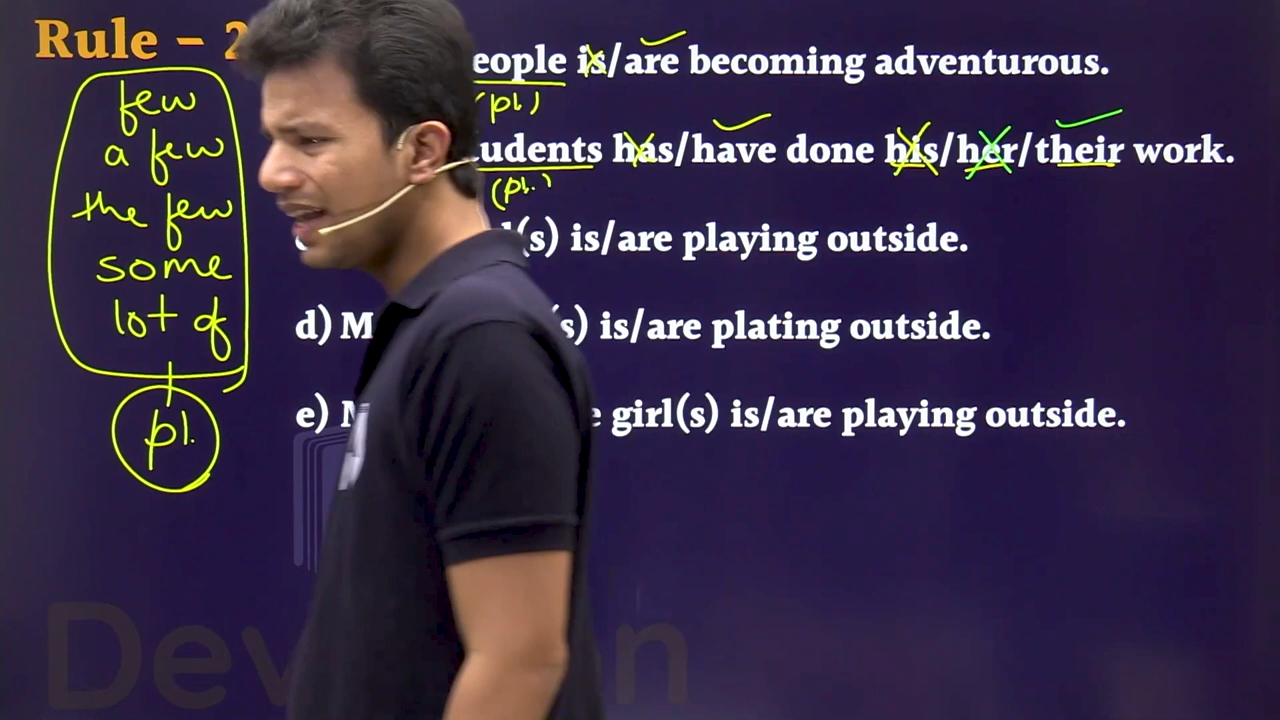 Rule – 2
few
a few
the few
some
lot of
pl.
eople is/are becoming adventurous.
(pl.)
udents has/have done his/her/their work.
(pl.)
(s) is/are playing outside.
d) M (s) is/are plating outside.
e) girl(s) is/are playing outside.